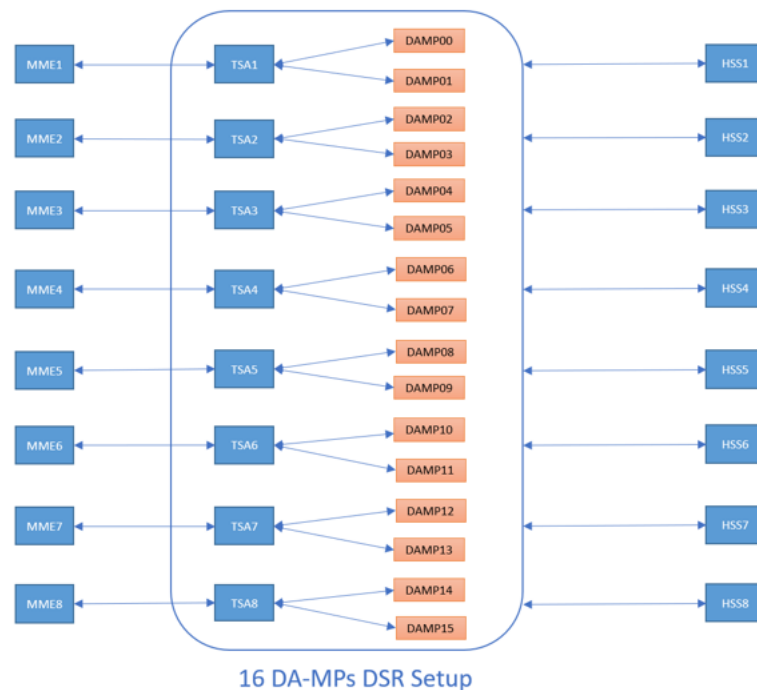 DAMP00
MME1 TSA1 HSS1
DAMP01
DAMP02
MME2 TSA2 HSS2
DAMP03
DAMP04
MME3 TSA3 HSS3
DAMP05
DAMP06
MME4 TSA4 HSS4
DAMP07
DAMP08
MME5 TSA5 HSS5
DAMP09
DAMP10
MME6 TSA6 HSS6
DAMP11
DAMP12
MME7 TSA7 HSS7
DAMP13
DAMP14
MME8 TSA8 HSS8
DAMP15
16 DA-MPs DSR Setup